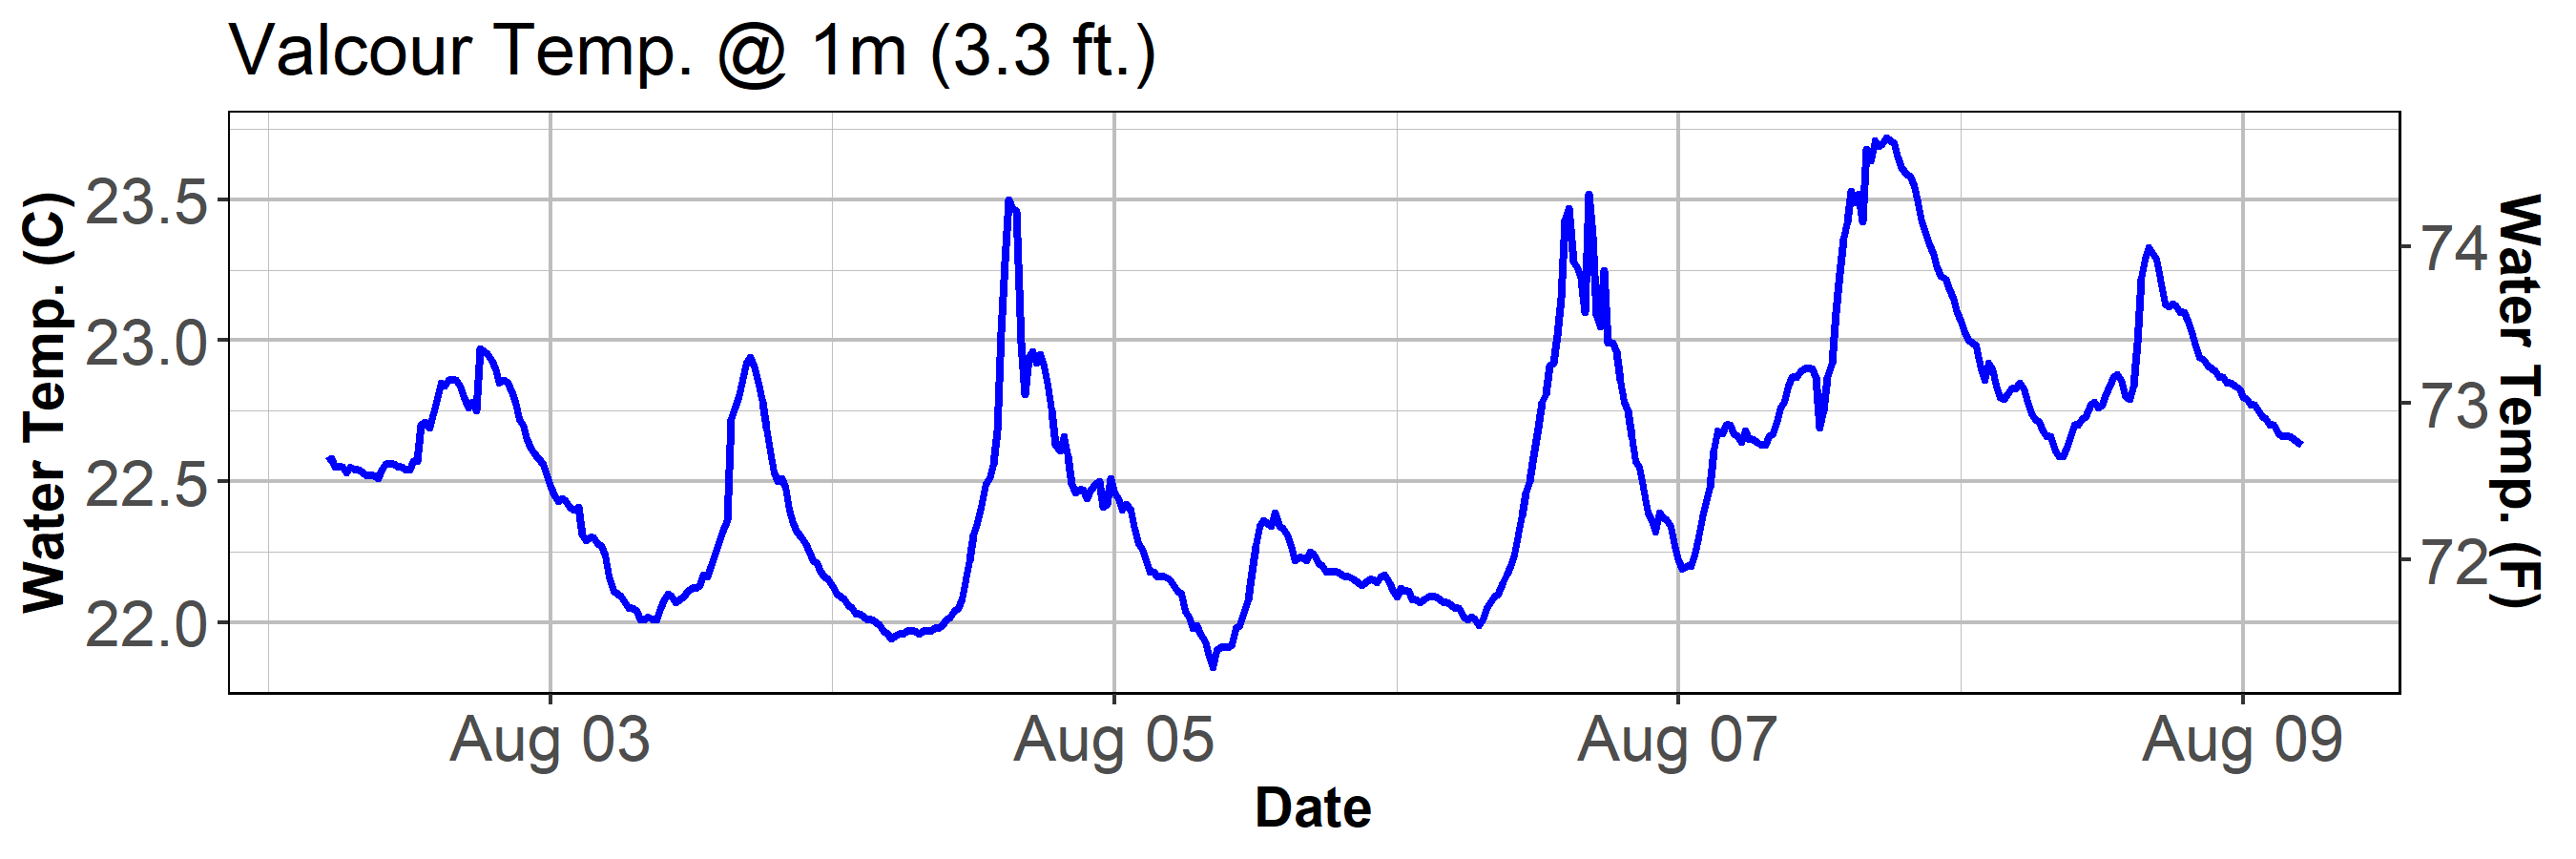 Valcour Temp. @ 1m (3.3 ft.)
Water Temp. (C)
23.5
23.0
22.5
22.0
74
73
72
Water Temp. (F)
Aug 03
Aug 05
Aug 07
Aug 09
Date